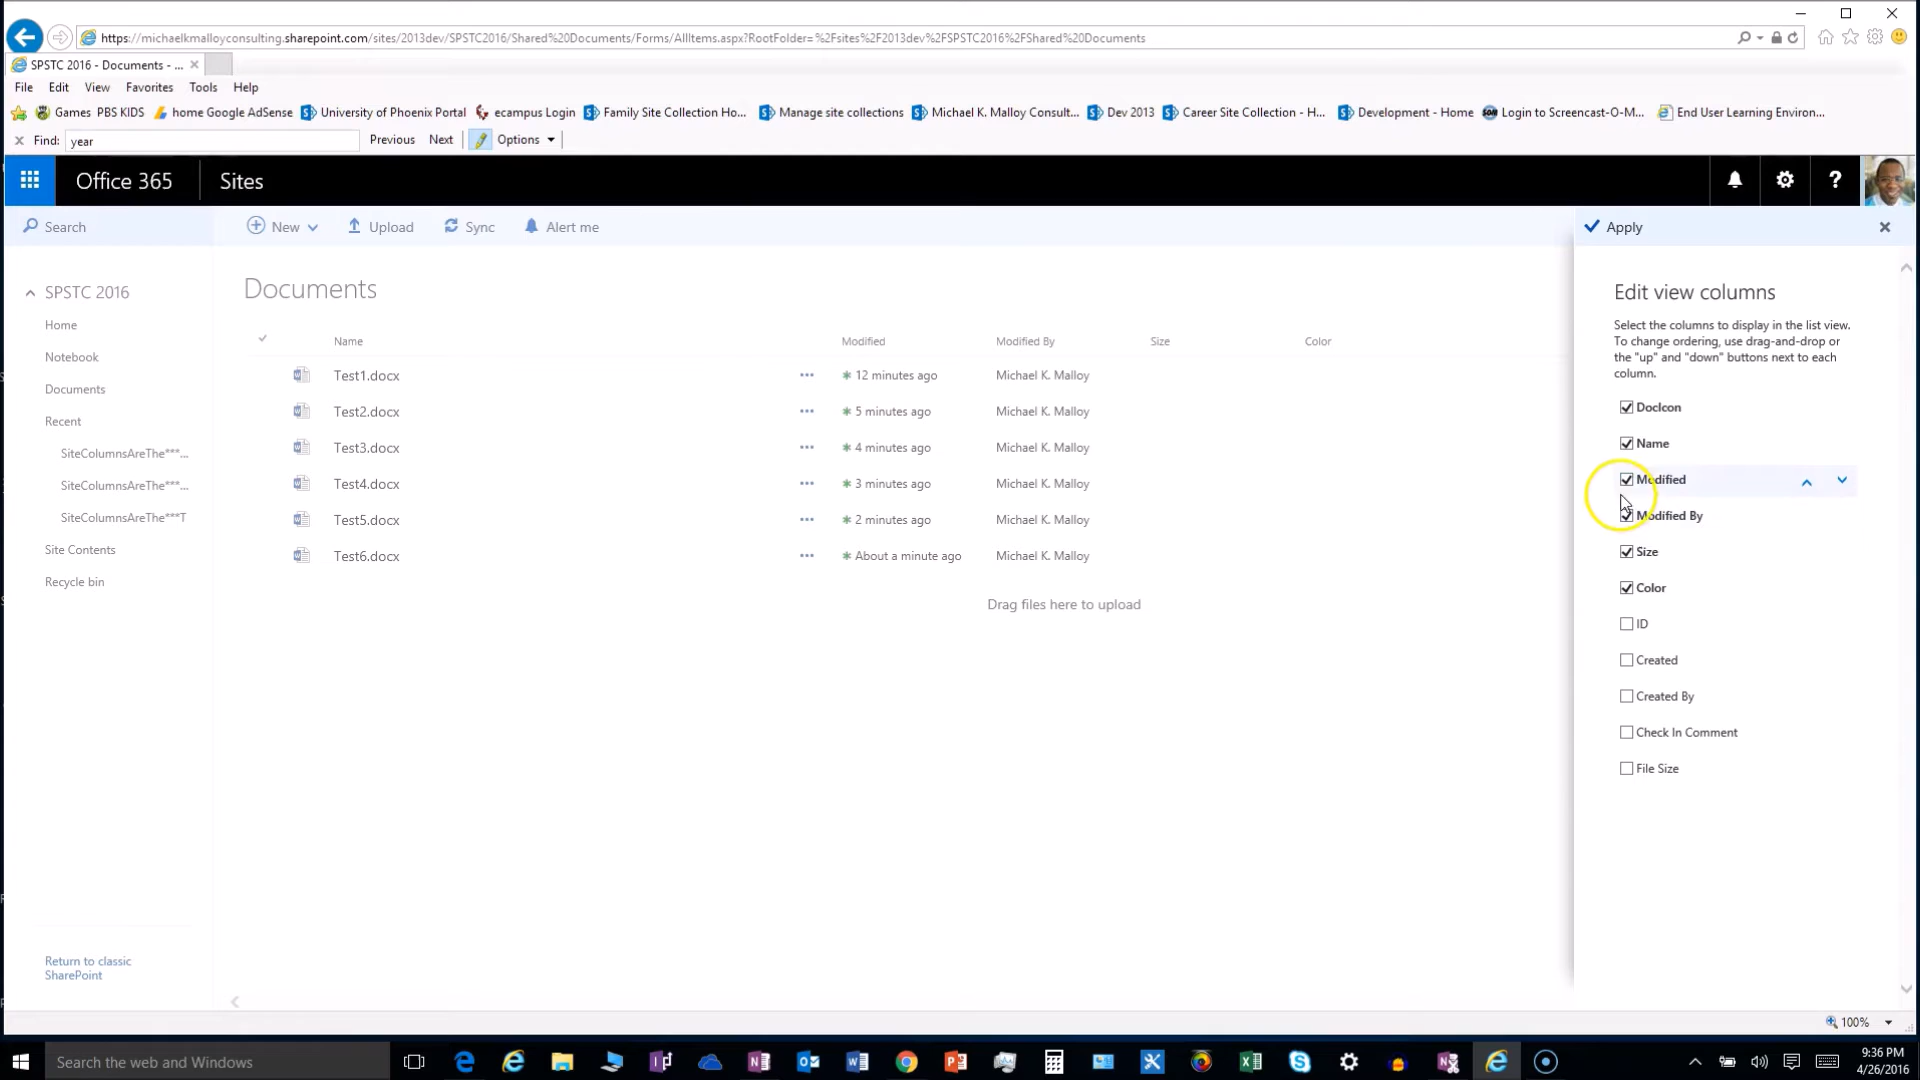 https://michaelkmalloyconsulting.sharepoint.com/sites/2013dev/SPSTC2016/Shared%20Documents/Forms/AllItems.aspx?RootFolder=%2Fsites%2F2013dev%2FSPSTC2016%2FShared%20Documents
SPSTC 2016 - Documents - ...
File Edit View Favorites Tools Help
Games PBS KIDS home Google AdSense University of Phoenix Portal ecampus Login Family Site Collection Ho... Manage site collections Michael K. Malloy Consult... Dev 2013 Career Site Collection - H... Development - Home Login to Screencast-O-M... End User Learning Environ...
Find: year Previous Next Options
Office 365 Sites ?
Search New Upload Sync Alert me Apply
Documents
SPSTC 2016
Home
Notebook
Documents
Recent
SiteColumnsAreThe***...
SiteColumnsAreThe***...
SiteColumnsAreThe***T
Site Contents
Recycle bin
Return to classic
SharePoint
Name Modified Modified By Size Color
Test1.docx ... 12 minutes ago Michael K. Malloy
Test2.docx ... 5 minutes ago Michael K. Malloy
Test3.docx ... 4 minutes ago Michael K. Malloy
Test4.docx ... 3 minutes ago Michael K. Malloy
Test5.docx ... 2 minutes ago Michael K. Malloy
Test6.docx ... About a minute ago Michael K. Malloy
Drag files here to upload
Edit view columns
Select the columns to display in the list view.
To change ordering, use drag-and-drop or
the "up" and "down" buttons next to each
column.
DocIcon
Name
Modified
Modified By
Size
Color
ID
Created
Created By
Check In Comment
File Size
100%
Search the web and Windows
9:36 PM
4/26/2016